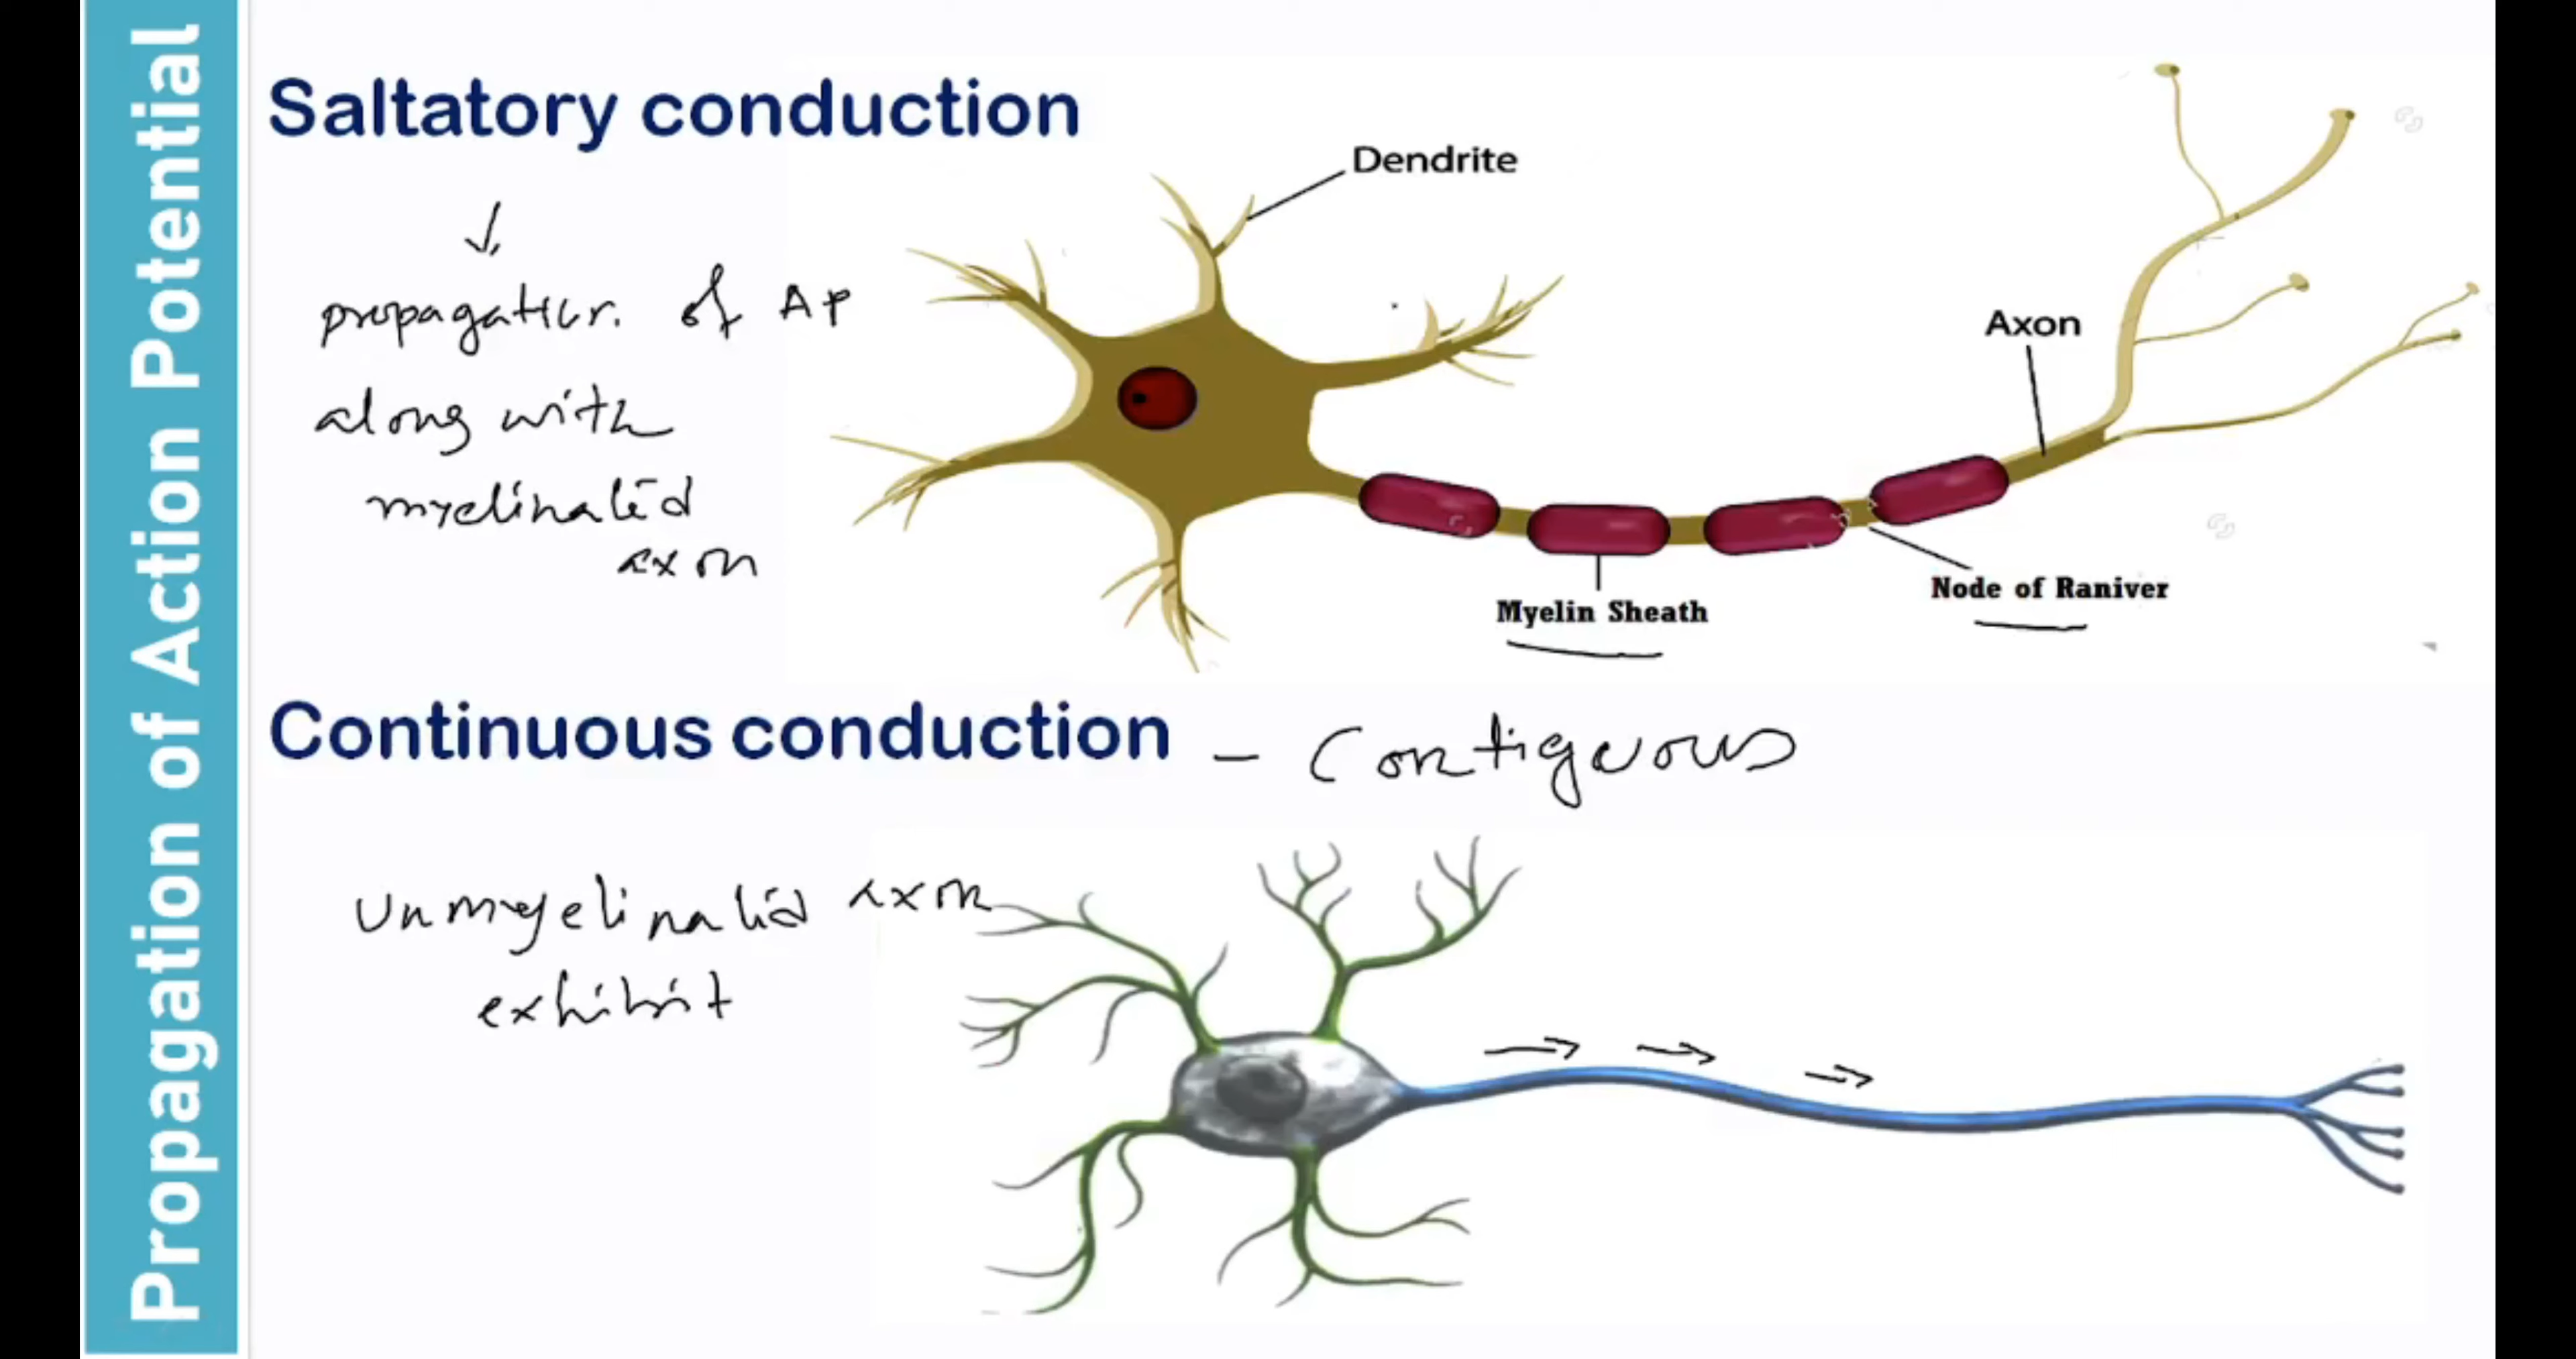 Propagation of Action Potential
Saltatory conduction
propagation of AP
along with
myelinated
axon
Dendrite
Axon
Myelin Sheath
Node of Raniver
Continuous conduction - Contiguous
Unmyelinated axon
exhibit